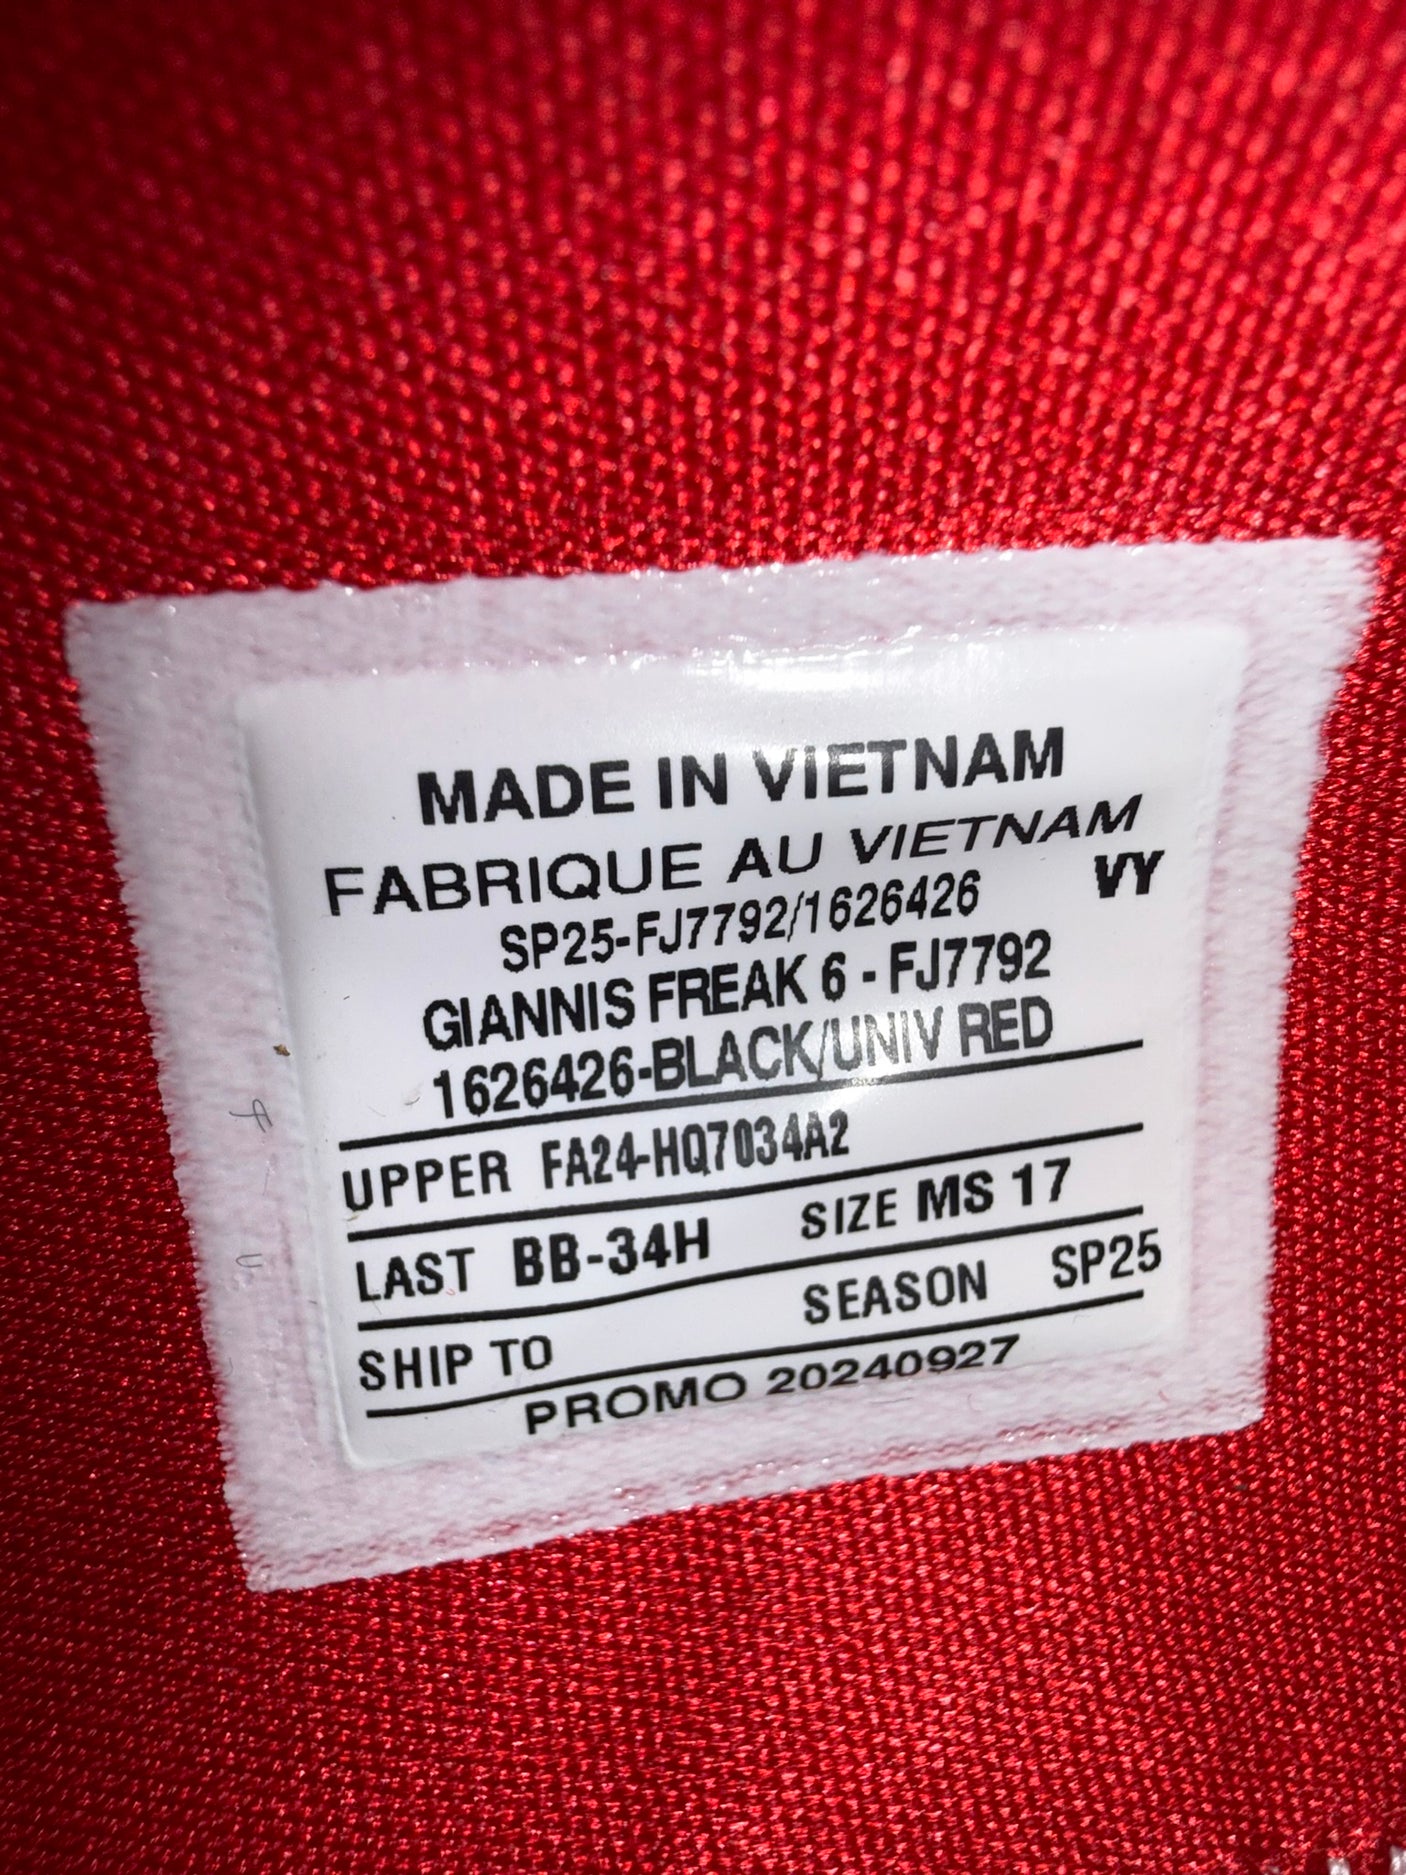 MADE IN VIETNAM
FABRIQUE AU VIETNAM
VY
SP25-FJ7792/1626426
GIANNIS FREAK 6 - FJ7792
1626426-BLACK/UNIV RED
UPPER FA24-HQ7034A2
LAST BB-34H SIZE MS 17
SHIP TO SEASON SP25
PROMO 20240927